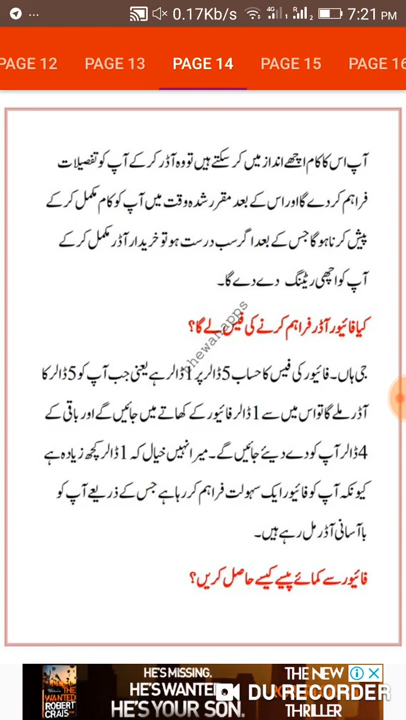 ... 0.17Kb/s 4G R 7:21 PM
PAGE 12 PAGE 13 PAGE 14 PAGE 15 PAGE 16
آپ اس کا کام اچھے انداز میں کر سکتے ہیں تو وہ آڈر کر کے آپ کو تفصیلات
فراہم کر دے گا اور اس کے بعد مقرر شدہ وقت میں آپ کو کام مکمل کر کے
پیش کرنا ہو گا جس کے بعد اگر سب درست ہو تو خریدار آڈر مکمل کر کے
آپ کو اچھی ریٹنگ دے دے گا۔
کیا فائیور آڈر فراہم کرنے کی فیس لے گا؟
thewaliapps
جی ہاں۔ فائیور کی فیس کا حساب 5 ڈالر پر 1 ڈالر ہے یعنی جب آپ کو 5 ڈالر کا
آڈر ملے گا تو اس میں سے 1 ڈالر فائیور کے کھاتے میں جائیں گے اور باقی کے
4 ڈالر آپ کو دے دیئے جائیں گے۔ میرا نہیں خیال کہ 1 ڈالر کچھ زیادہ ہے
کیونکہ آپ کو فائیور ایک سہولت فراہم کر رہا ہے جس کے ذریعے آپ کو
باآسانی آڈر مل رہے ہیں۔
فائیور سے کمائے پیسے کیسے حاصل کریں؟
THE WANTED
ROBERT CRAIS
HE'S MISSING.
HE'S WANTED
HE'S YOUR SON.
THE NEW
THRILLER
DU RECORDER